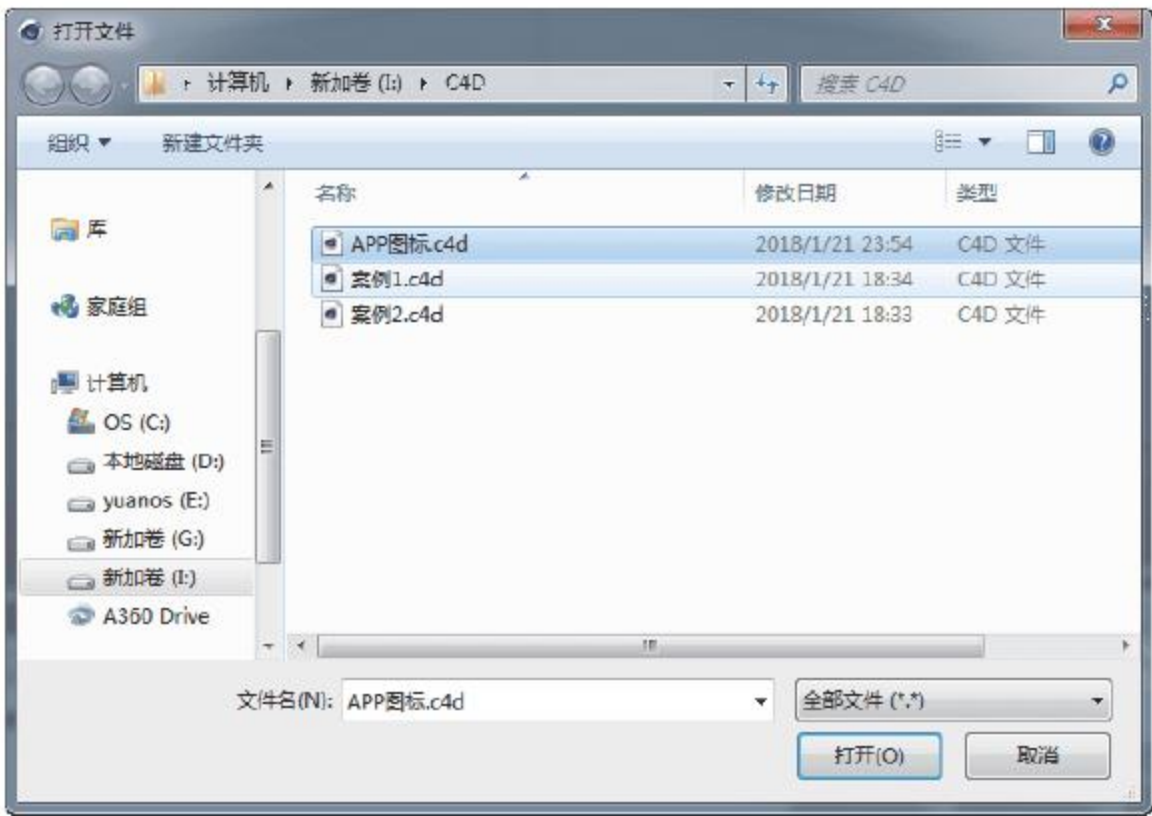 打开文件
计算机 ▸ 新加卷 (I:) ▸ C4D
搜索 C4D
组织 ▼ 新建文件夹
名称 修改日期 类型
库
家庭组
计算机
OS (C:)
本地磁盘 (D:)
yuanos (E:)
新加卷 (G:)
新加卷 (I:)
A360 Drive
APP图标.c4d 2018/1/21 23:54 C4D 文件
案例1.c4d 2018/1/21 18:34 C4D 文件
案例2.c4d 2018/1/21 18:33 C4D 文件
文件名(N): APP图标.c4d
全部文件 (*.*)
打开(O) 取消